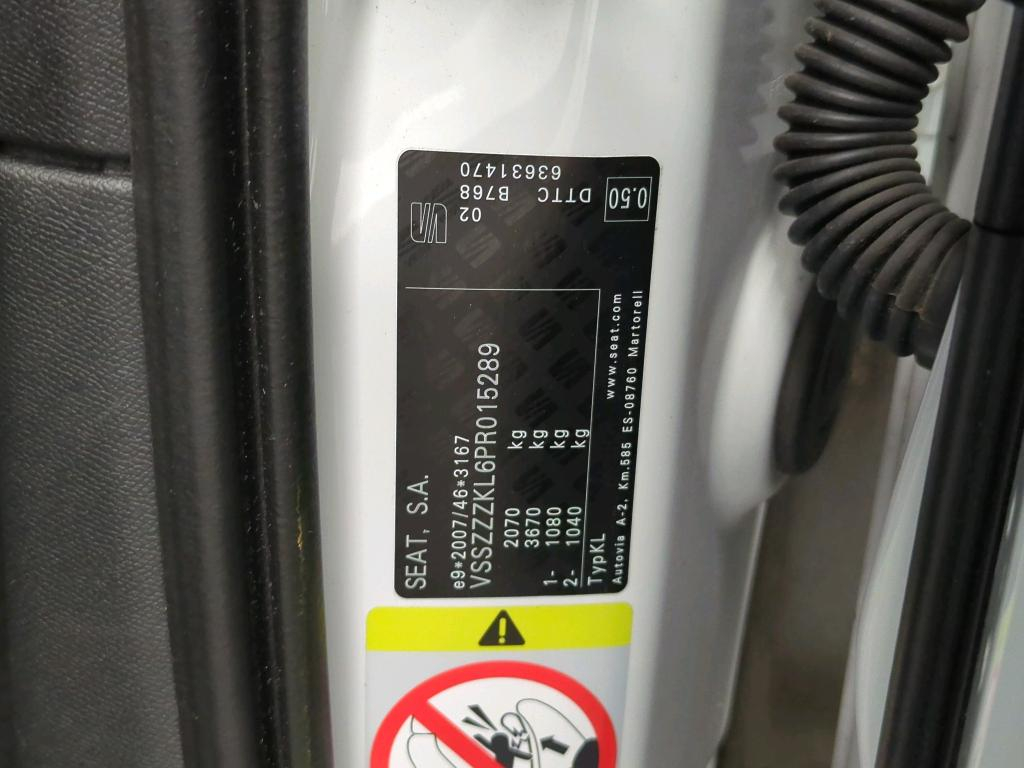 SEAT, S.A.
e9*2007/46*3167
VSSZZZKL6PR015289
2070 kg
3670 kg
1- 1080 kg
2- 1040 kg
TypKL
www.seat.com
Autovia A-2, Km.585 ES-08760 Martorell
02
B768
63631470
DTTC
0.50